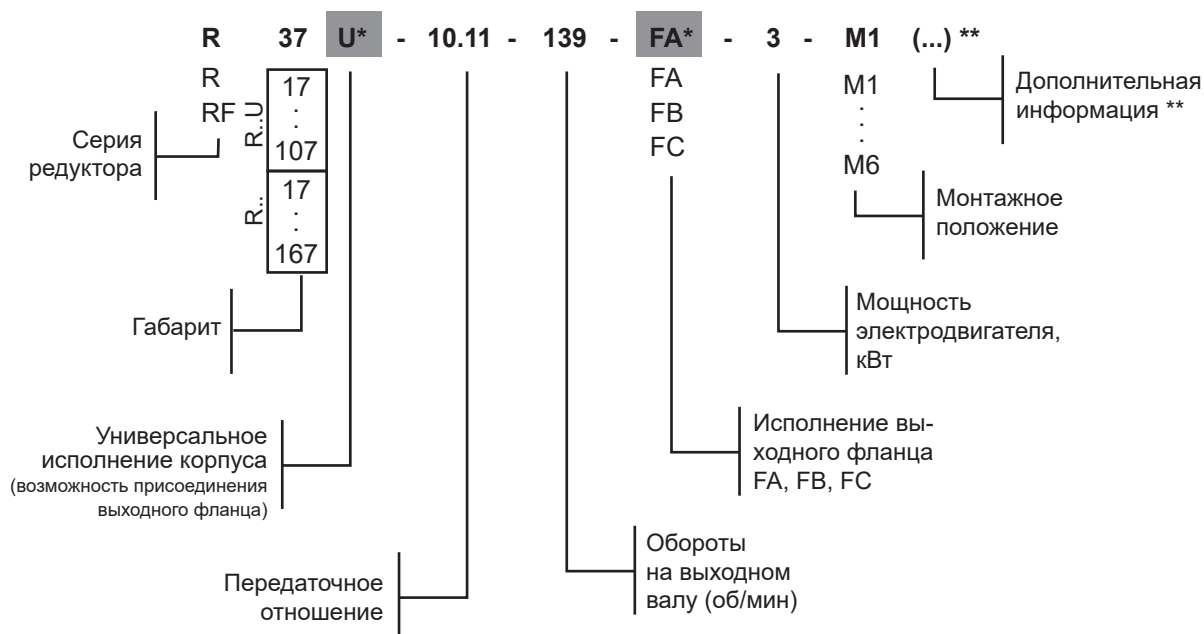 R 37 U* - 10.11 - 139 - FA* - 3 - M1 (...) **
R
RF
R..U
17
.
.
107
R..
17
.
.
167
FA
FB
FC
M1
.
.
.
M6
Дополнительная
информация **
Серия
редуктора
Монтажное
положение
Габарит
Мощность
электродвигателя,
кВт
Универсальное
исполнение корпуса
(возможность присоединения
выходного фланца)
Исполнение вы-
ходного фланца
FA, FB, FC
Передаточное
отношение
Обороты
на выходном
валу (об/мин)